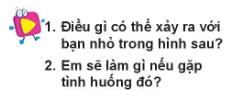 1. Điều gì có thể xảy ra với
bạn nhỏ trong hình sau?
2. Em sẽ làm gì nếu gặp
tình huống đó?